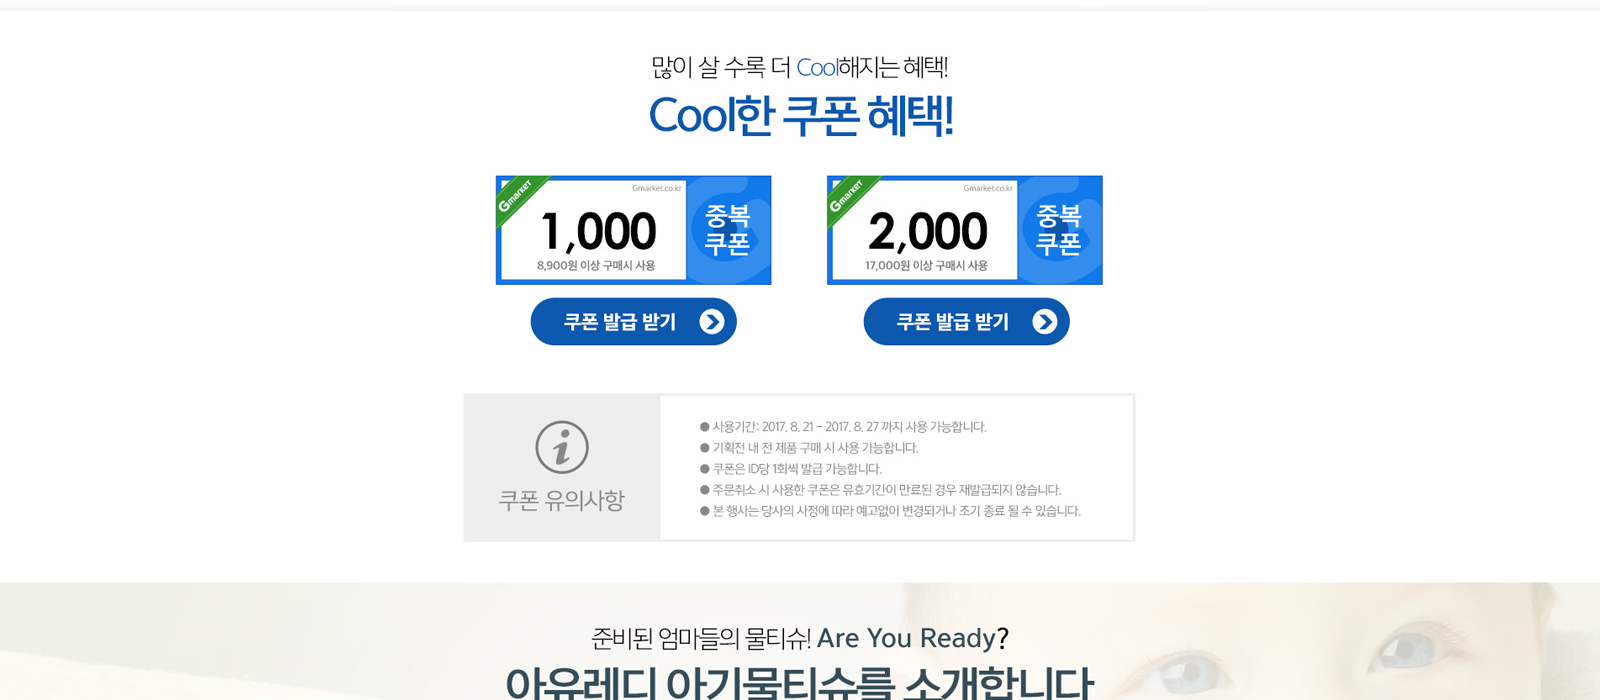 많이 살 수록 더 Cool해지는 혜택!
Cool한 쿠폰 혜택!
Gmarket
Gmarket.co.kr
1,000
8,900원 이상 구매시 사용
중복
쿠폰
Gmarket
Gmarket.co.kr
2,000
17,000원 이상 구매시 사용
중복
쿠폰
쿠폰 발급 받기
쿠폰 발급 받기
쿠폰 유의사항
● 사용기간: 2017. 8. 21 - 2017. 8. 27 까지 사용 가능합니다.
● 기획전 내 전 제품 구매 시 사용 가능합니다.
● 쿠폰은 ID당 1회씩 발급 가능합니다.
● 주문취소 시 사용한 쿠폰은 유효기간이 만료된 경우 재발급되지 않습니다.
● 본 행사는 당사의 사정에 따라 예고없이 변경되거나 조기 종료 될 수 있습니다.
준비된 엄마들의 물티슈! Are You Ready?
아유레디 아기물티슈를 소개합니다